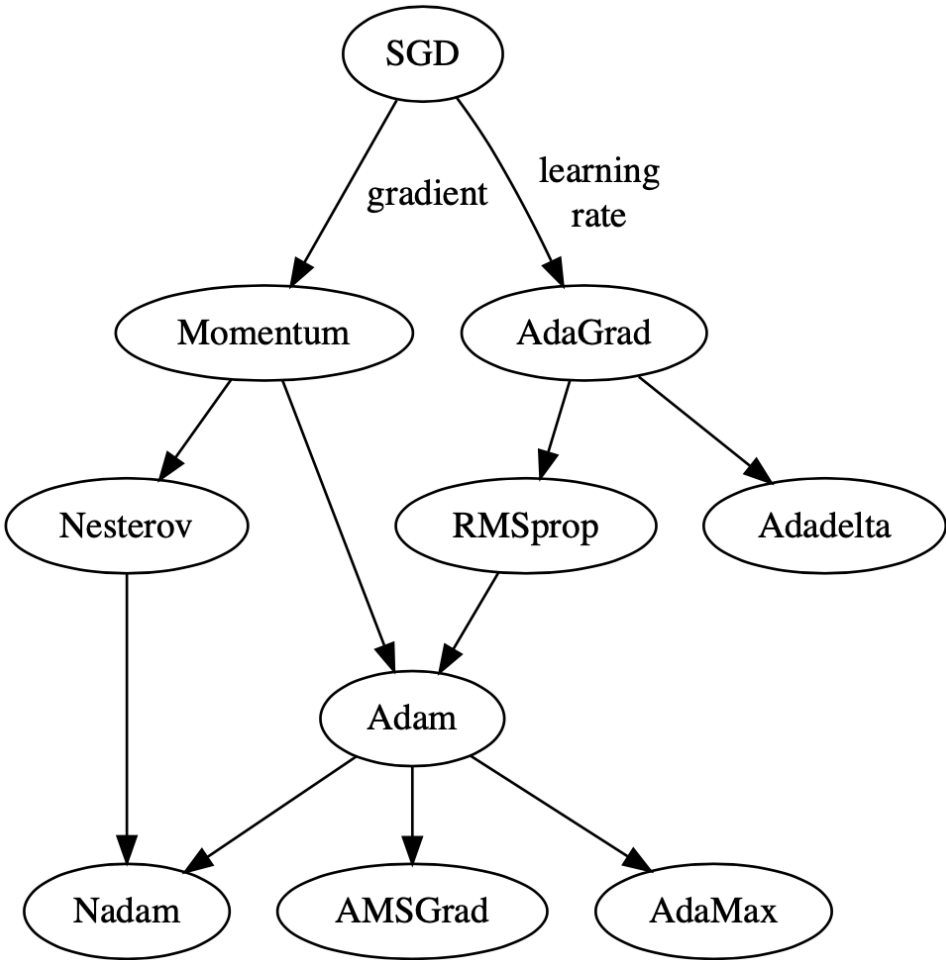 SGD
gradient
learning
rate
Momentum
AdaGrad
Nesterov
RMSprop
Adadelta
Adam
Nadam
AMSGrad
AdaMax